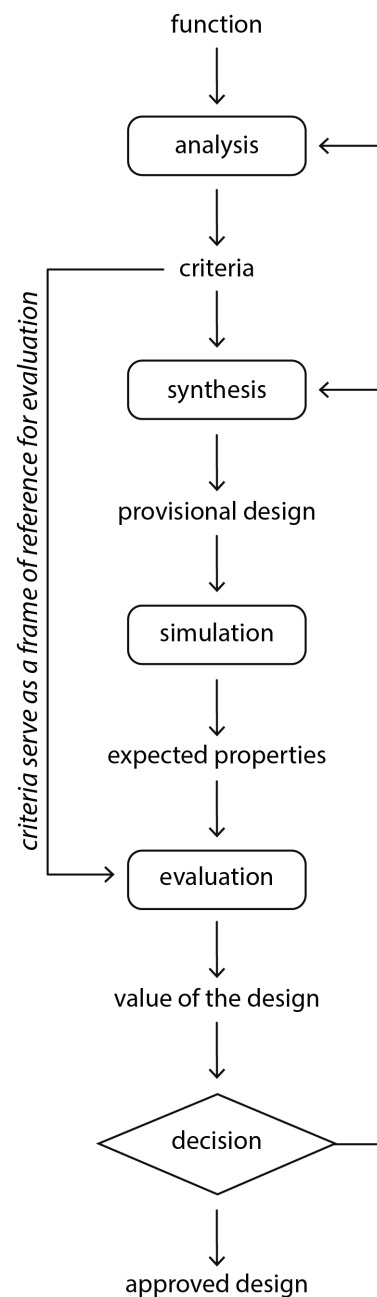 function
analysis
criteria
criteria serve as a frame of reference for evaluation
synthesis
provisional design
simulation
expected properties
evaluation
value of the design
decision
approved design